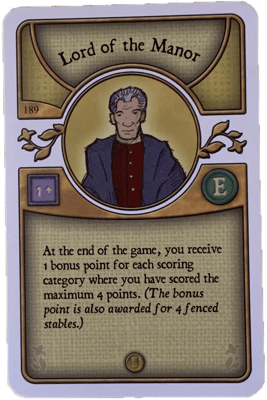 Lord of the Manor
189
1+
E
At the end of the game, you receive
1 bonus point for each scoring
category where you have scored the
maximum 4 points. (The bonus
point is also awarded for 4 fenced
stables.)